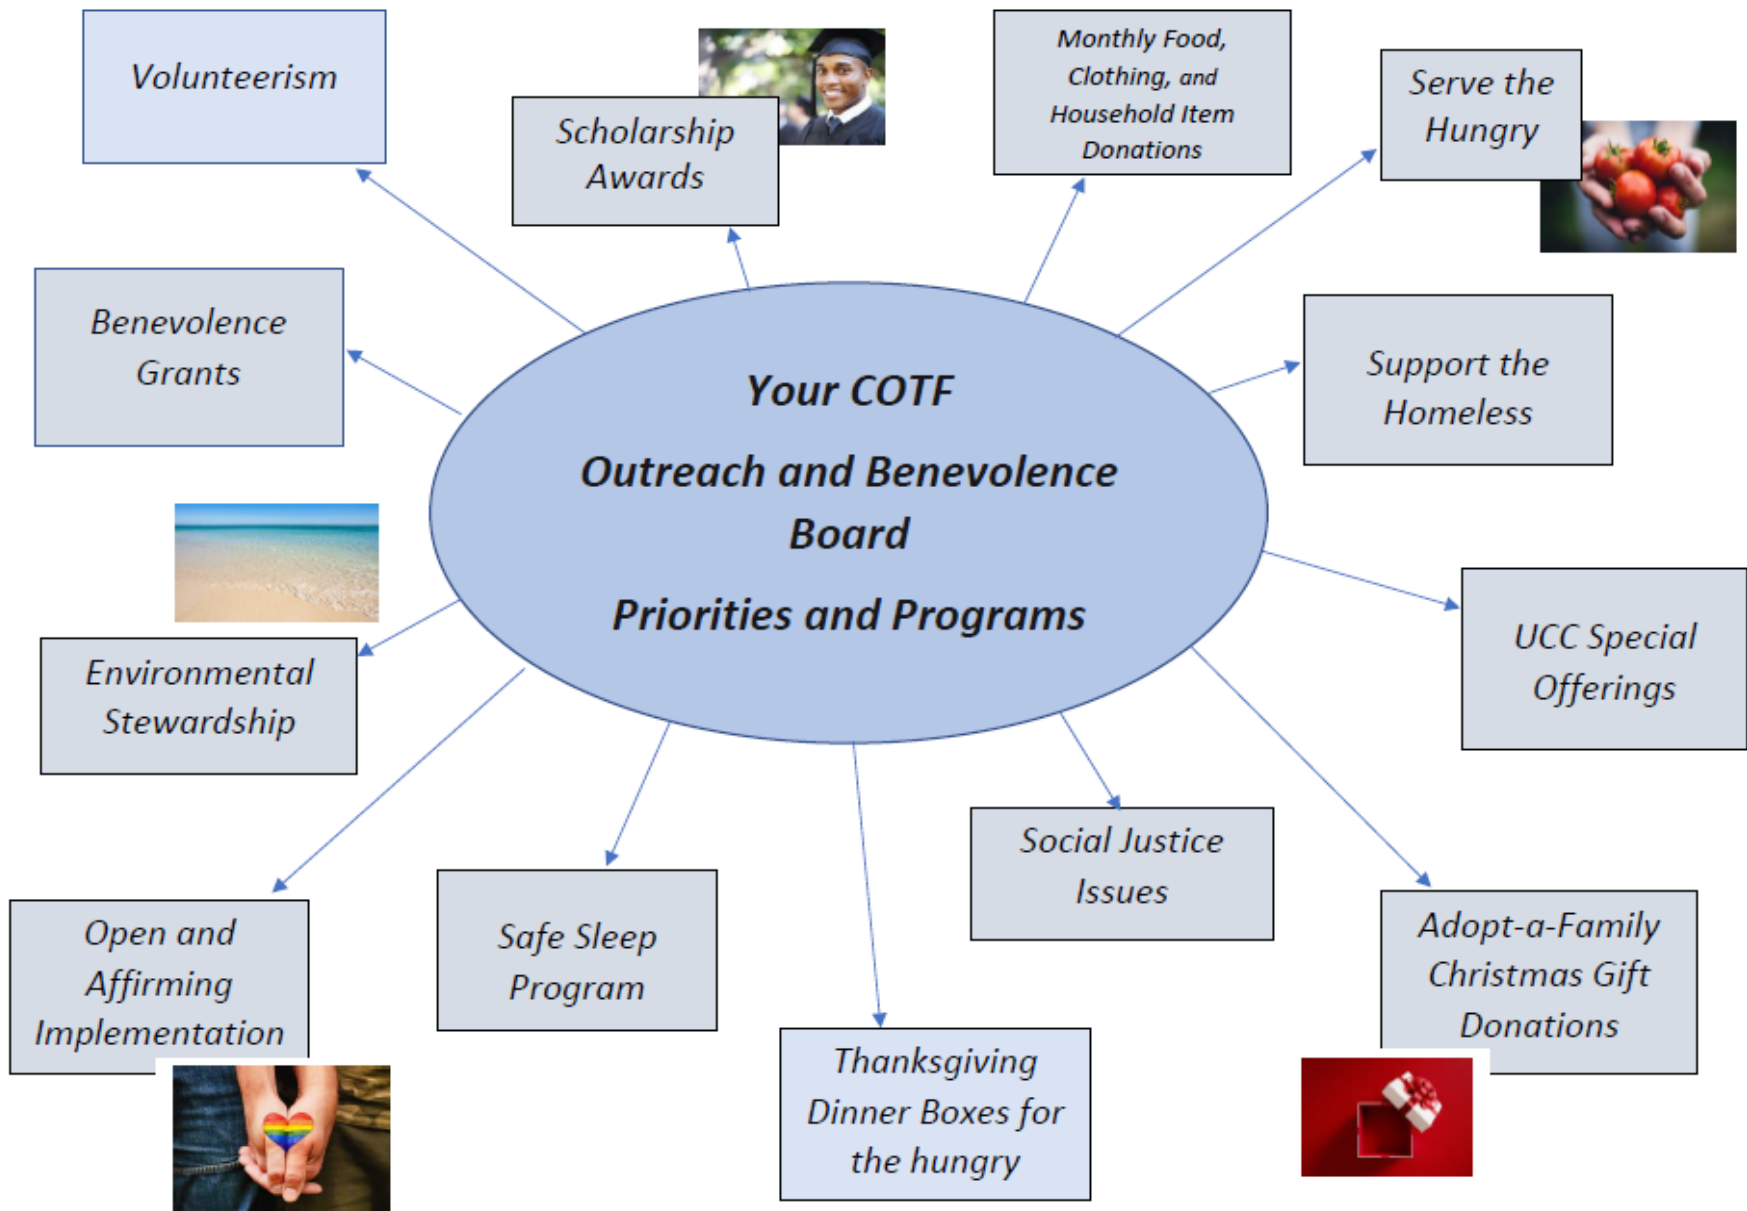 Volunteerism
Scholarship
Awards
Monthly Food,
Clothing, and
Household Item
Donations
Serve the
Hungry
Benevolence
Grants
Support the
Homeless
Your COTF
Outreach and Benevolence
Board
Priorities and Programs
Environmental
Stewardship
UCC Special
Offerings
Open and
Affirming
Implementation
Safe Sleep
Program
Thanksgiving
Dinner Boxes for
the hungry
Social Justice
Issues
Adopt-a-Family
Christmas Gift
Donations